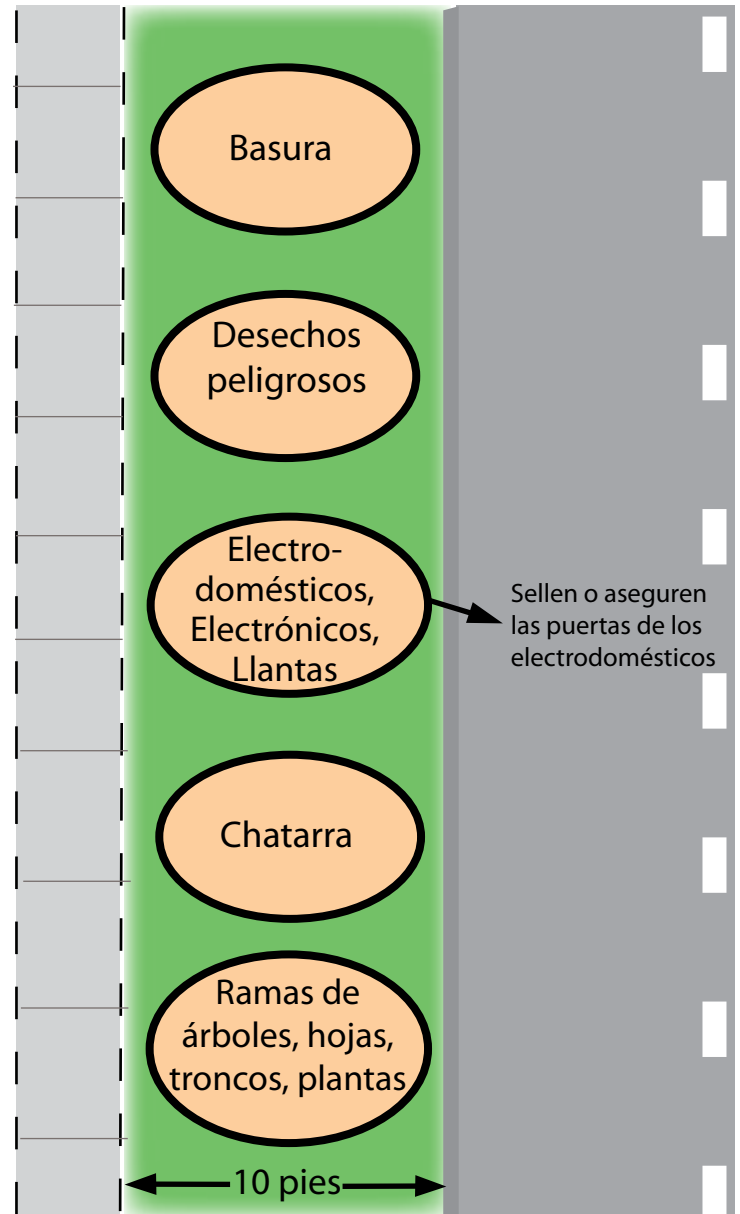 Basura
Desechos
peligrosos
Electro-
domésticos,
Electrónicos,
Llantas
Sellen o aseguren
las puertas de los
electrodomésticos
Chatarra
Ramas de
árboles, hojas,
troncos, plantas
10 pies